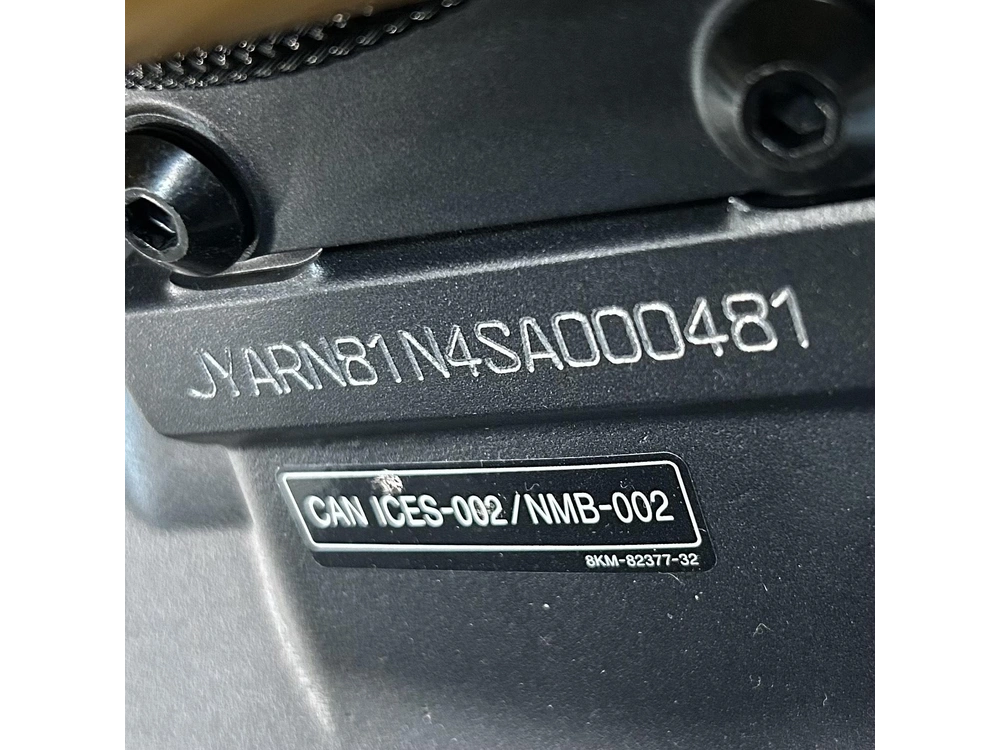 JYARN81N4SA000481
CAN ICES-002/NMB-002
8KM-82377-32